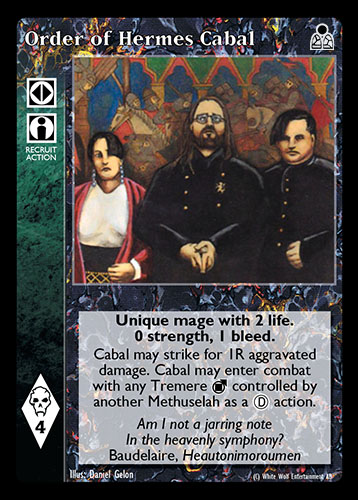 Order of Hermes Cabal
RECRUIT
ACTION
Unique mage with 2 life.
0 strength, 1 bleed.
Cabal may strike for 1R aggravated
damage. Cabal may enter combat
with any Tremere controlled by
another Methuselah as a D action.
Am I not a jarring note
In the heavenly symphony?
Baudelaire, Heautonimoroumen
4
Illus: Daniel Gelon
(C) White Wolf Entertainment AB